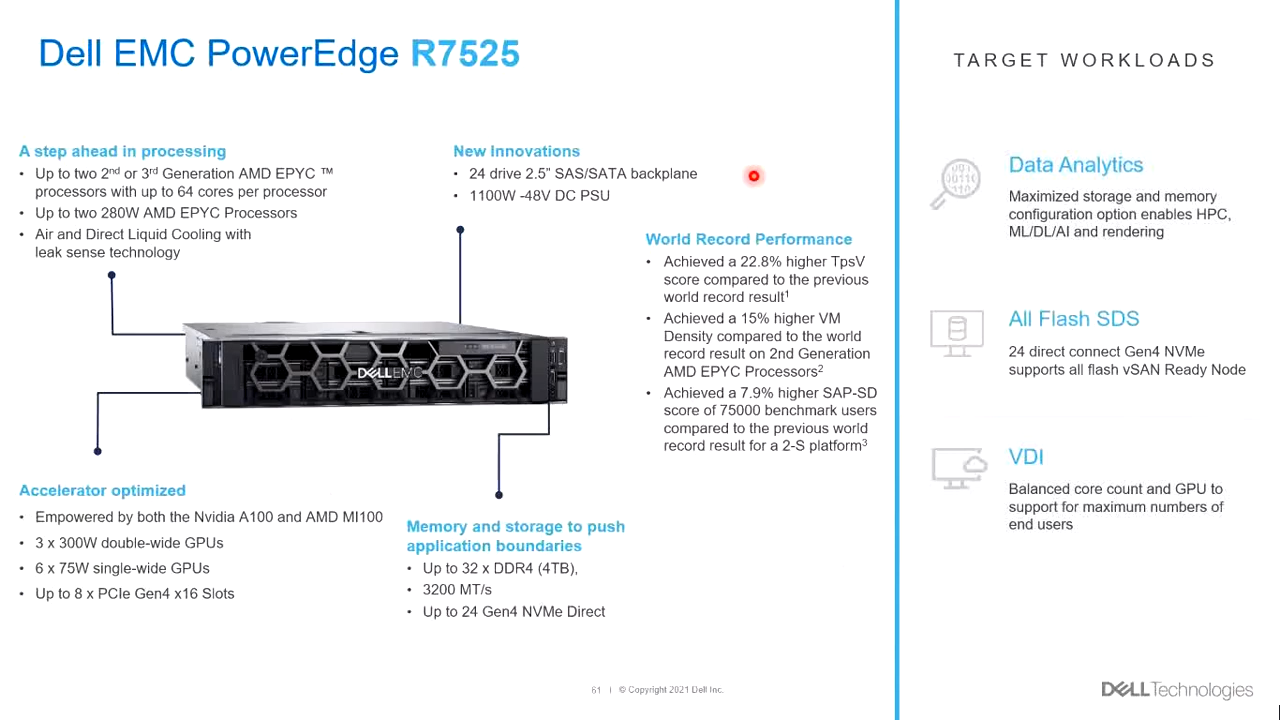 Dell EMC PowerEdge R7525
A step ahead in processing
• Up to two 2nd or 3rd Generation AMD EPYC ™
processors with up to 64 cores per processor
• Up to two 280W AMD EPYC Processors
• Air and Direct Liquid Cooling with
leak sense technology
New Innovations
• 24 drive 2.5” SAS/SATA backplane
• 1100W -48V DC PSU
World Record Performance
• Achieved a 22.8% higher TpsV
score compared to the previous
world record result1
• Achieved a 15% higher VM
Density compared to the world
record result on 2nd Generation
AMD EPYC Processors2
• Achieved a 7.9% higher SAP-SD
score of 75000 benchmark users
compared to the previous world
record result for a 2-S platform3
DELLEMC
Accelerator optimized
• Empowered by both the Nvidia A100 and AMD MI100
• 3 x 300W double-wide GPUs
• 6 x 75W single-wide GPUs
• Up to 8 x PCIe Gen4 x16 Slots
Memory and storage to push
application boundaries
• Up to 32 x DDR4 (4TB),
• 3200 MT/s
• Up to 24 Gen4 NVMe Direct
TARGET WORKLOADS
Data Analytics
Maximized storage and memory
configuration option enables HPC,
ML/DL/AI and rendering
All Flash SDS
24 direct connect Gen4 NVMe
supports all flash vSAN Ready Node
VDI
Balanced core count and GPU to
support for maximum numbers of
end users
61 | © Copyright 2021 Dell Inc.
DELLTechnologies